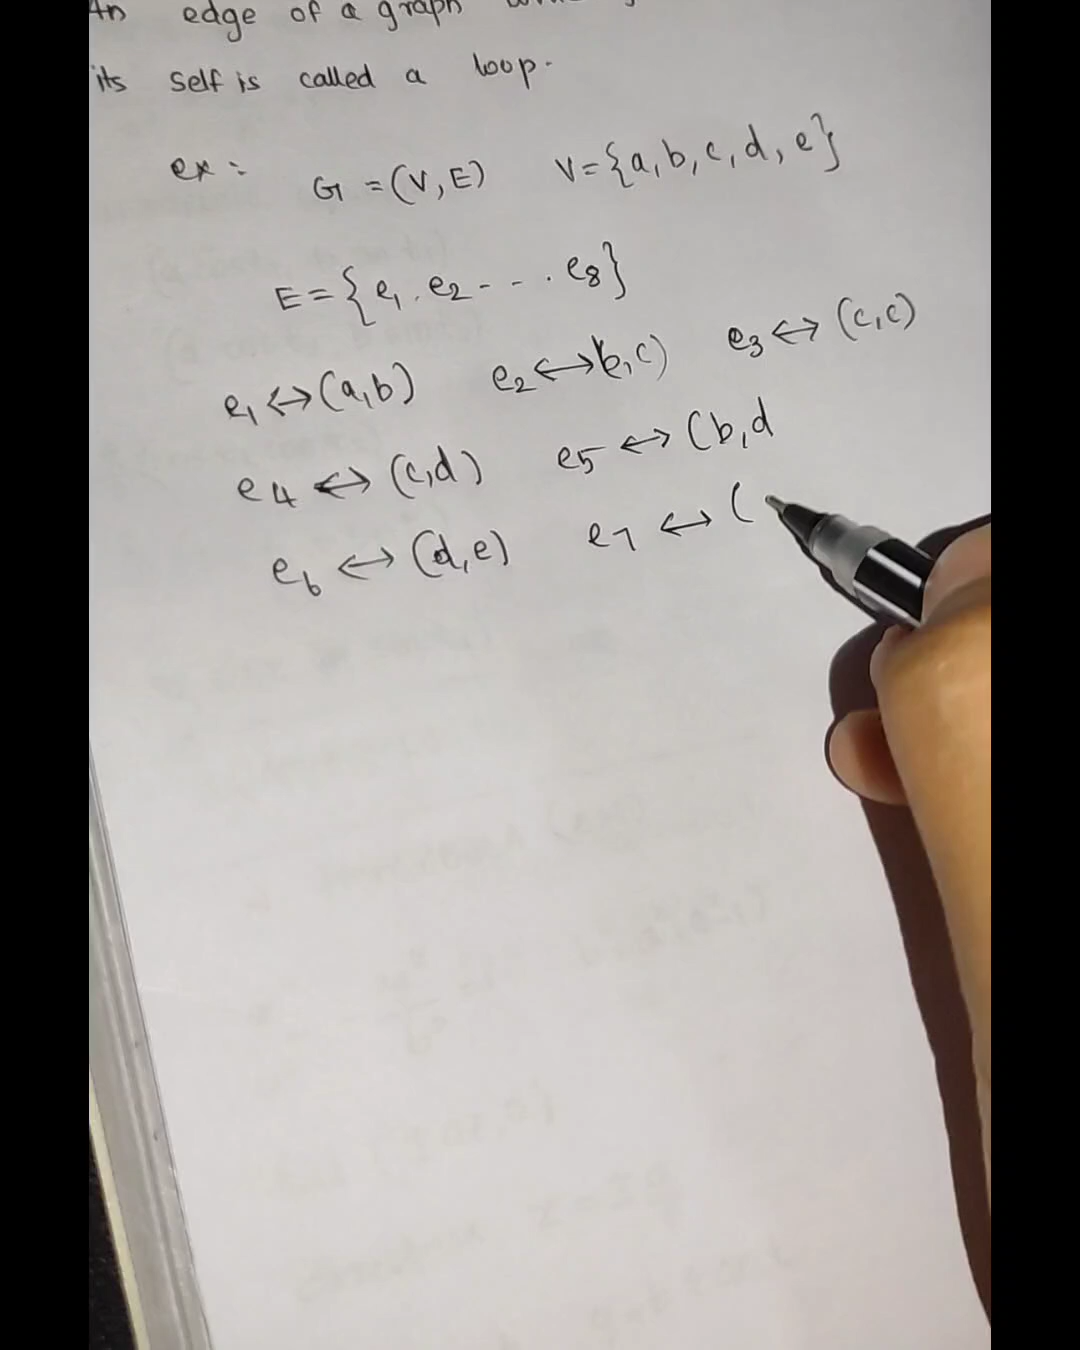 An edge of a graph
its self is called a loop.
ex: G = (V, E) V={a, b, c, d, e}
E = {e₁, e₂ - - . e₈}
e₁ ↔ (a,b) e₂ ↔ (b,c) e₃ ↔ (c,c)
e₄ ↔ (c,d) e₅ ↔ (b,d
e₆ ↔ (d,e) e₇ ↔ (